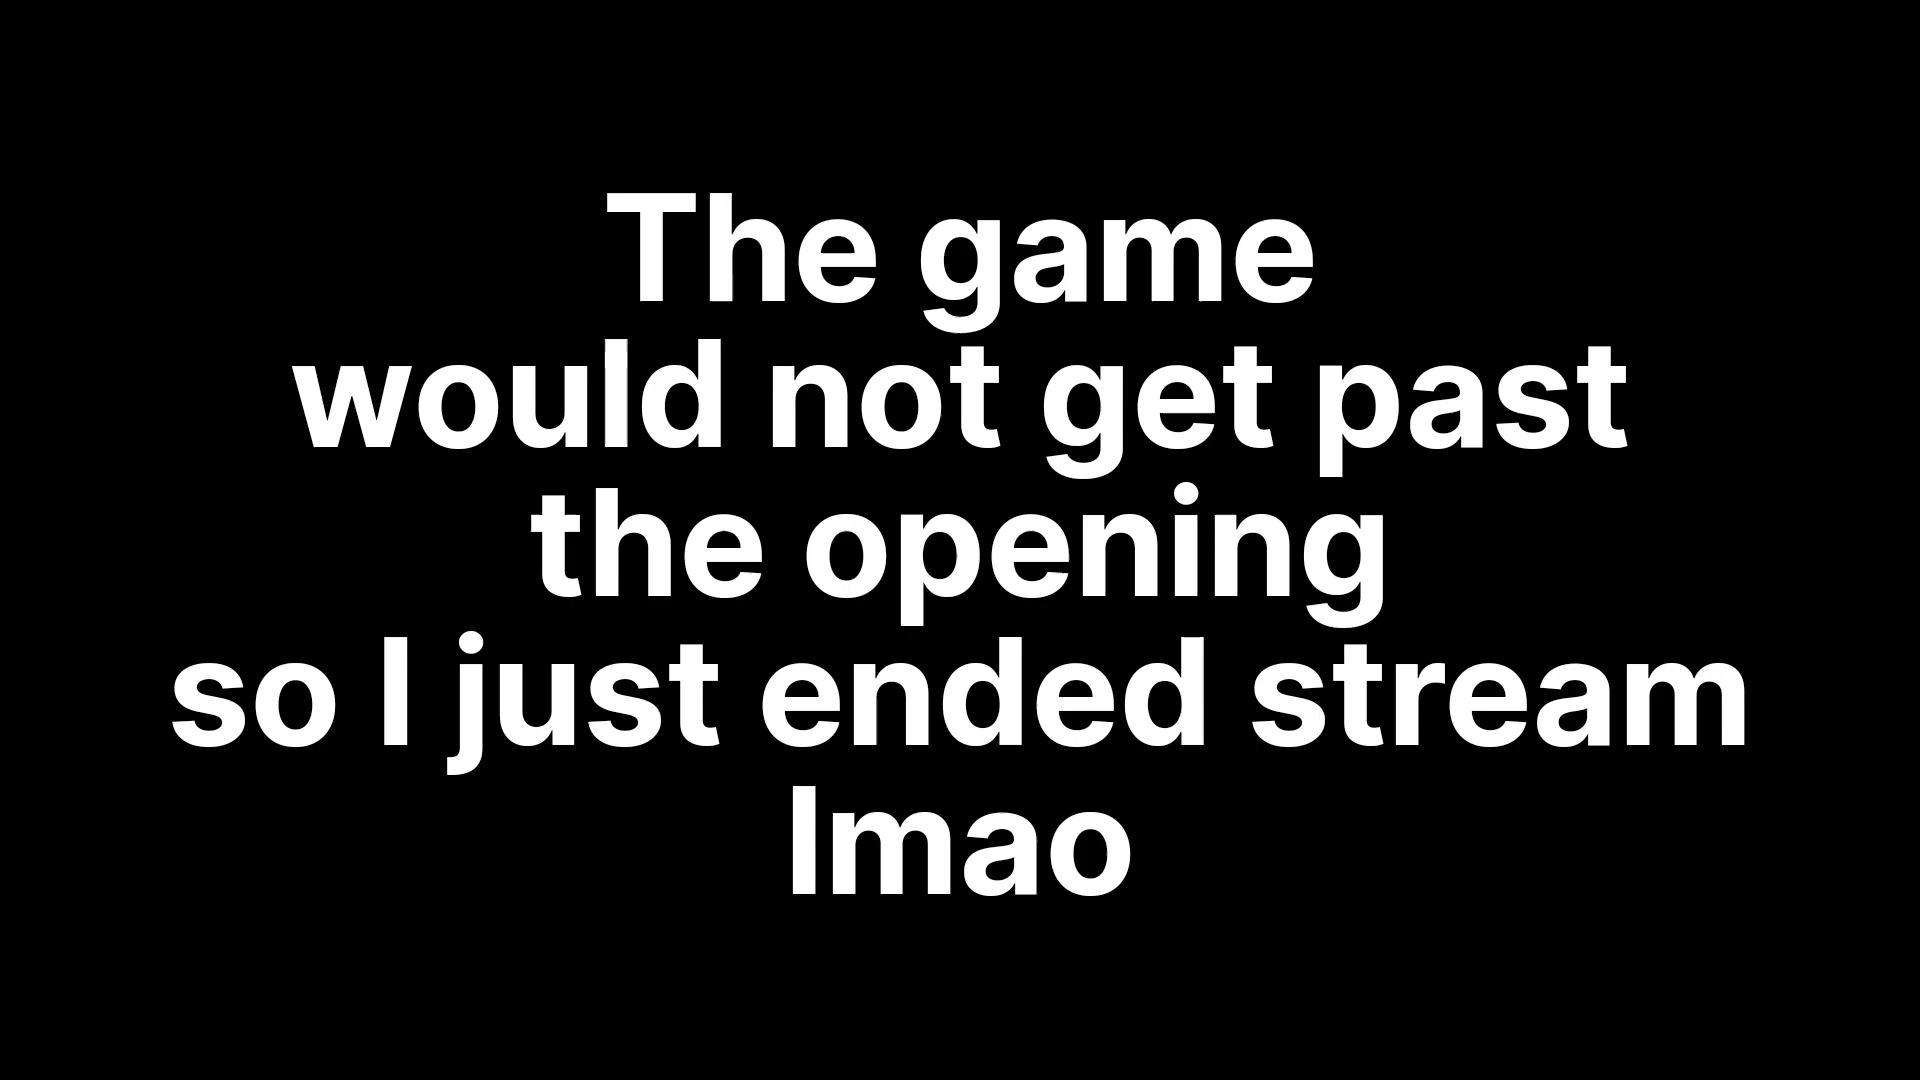 The game
would not get past
the opening
so I just ended stream
lmao